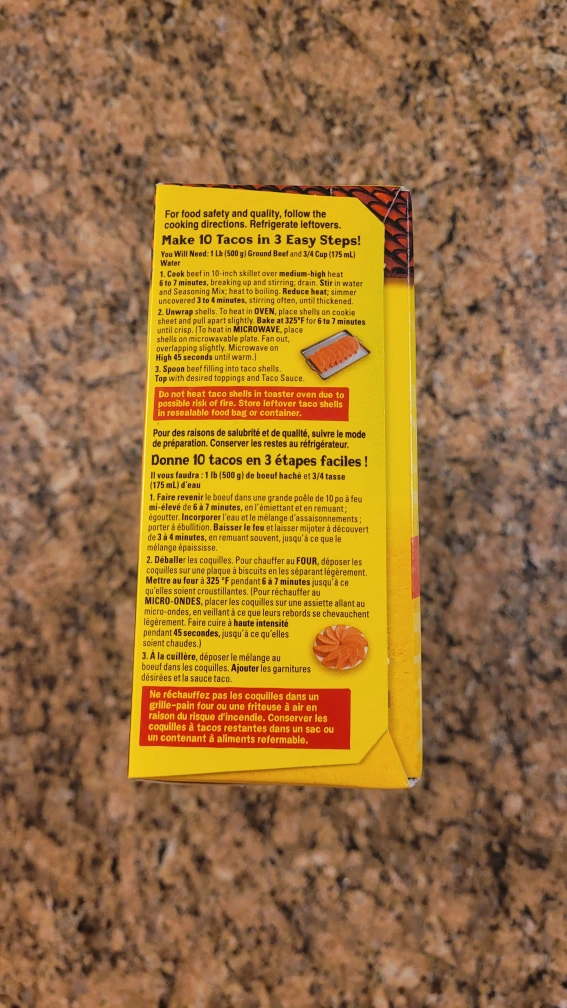 For food safety and quality, follow the
cooking directions. Refrigerate leftovers.
Make 10 Tacos in 3 Easy Steps!
You Will Need: 1 Lb (500 g) Ground Beef and 3/4 Cup (175 mL)
Water
1. Cook beef in 10-inch skillet over medium-high heat
6 to 7 minutes, breaking up and stirring; drain. Stir in water
and Seasoning Mix; heat to boiling. Reduce heat; simmer
uncovered 3 to 4 minutes, stirring often, until thickened.
2. Unwrap shells. To heat in OVEN, place shells on cookie
sheet and pull apart slightly. Bake at 325°F for 6 to 7 minutes
until crisp. (To heat in MICROWAVE, place
shells on microwavable plate. Fan out,
overlapping slightly. Microwave on
High 45 seconds until warm.)
3. Spoon beef filling into taco shells.
Top with desired toppings and Taco Sauce.
Do not heat taco shells in toaster oven due to
possible risk of fire. Store leftover taco shells
in resealable food bag or container.
Pour des raisons de salubrité et de qualité, suivre le mode
de préparation. Conserver les restes au réfrigérateur.
Donne 10 tacos en 3 étapes faciles !
Il vous faudra : 1 lb (500 g) de boeuf haché et 3/4 tasse
(175 mL) d'eau
1. Faire revenir le boeuf dans une grande poêle de 10 po à feu
mi-élevé de 6 à 7 minutes, en l'émiettant et en remuant ;
égoutter. Incorporer l'eau et le mélange d'assaisonnements ;
porter à ébullition. Baisser le feu et laisser mijoter à découvert
de 3 à 4 minutes, en remuant souvent, jusqu'à ce que le
mélange épaississe.
2. Déballer les coquilles. Pour chauffer au FOUR, déposer les
coquilles sur une plaque à biscuits en les séparant légèrement.
Mettre au four à 325 °F pendant 6 à 7 minutes jusqu'à ce
qu'elles soient croustillantes. (Pour réchauffer au
MICRO-ONDES, placer les coquilles sur une assiette allant au
micro-ondes, en veillant à ce que leurs rebords se chevauchent
légèrement. Faire cuire à haute intensité
pendant 45 secondes, jusqu'à ce qu'elles
soient chaudes.)
3. À la cuillère, déposer le mélange au
boeuf dans les coquilles. Ajouter les garnitures
désirées et la sauce taco.
Ne réchauffez pas les coquilles dans un
grille-pain four ou une friteuse à air en
raison du risque d'incendie. Conserver les
coquilles à tacos restantes dans un sac ou
un contenant à aliments refermable.